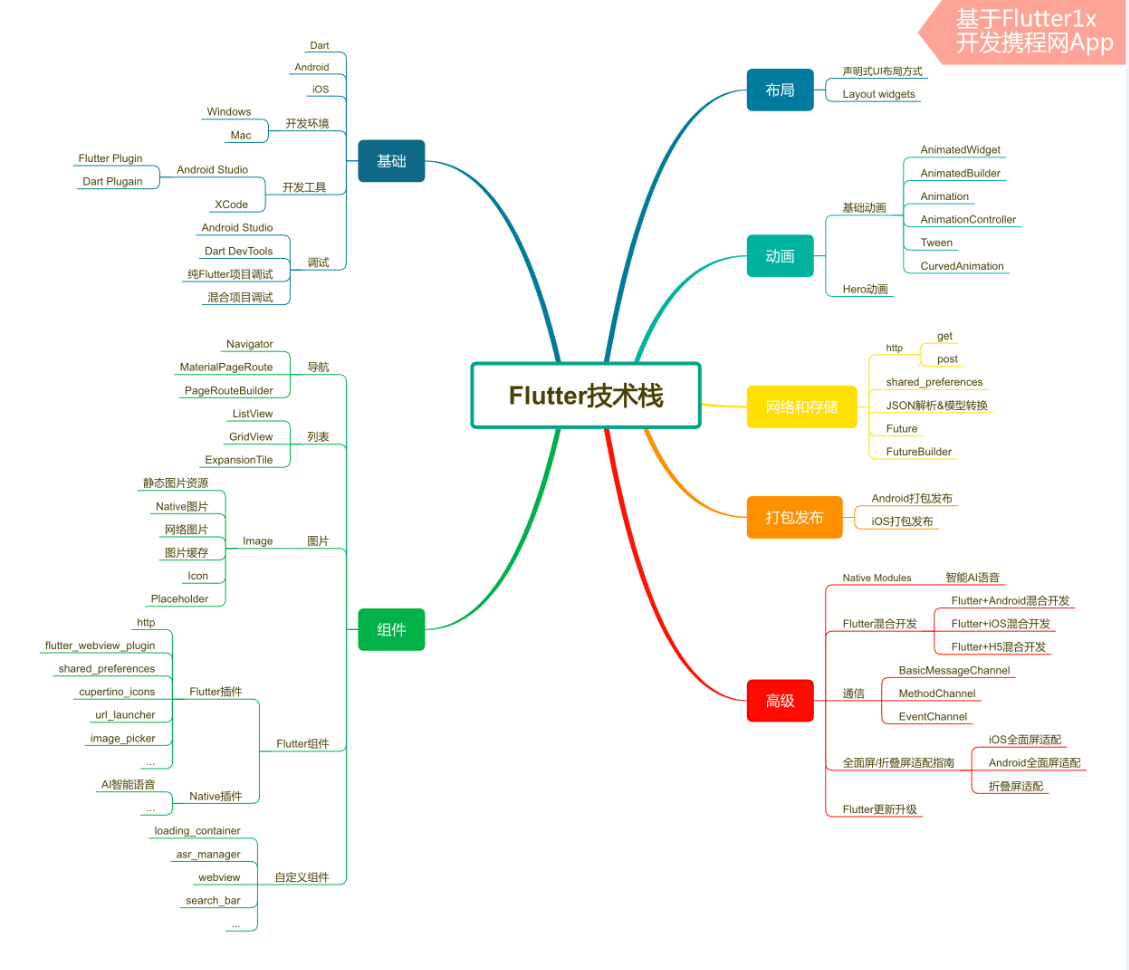 基于Flutter1x
开发携程网App
Flutter技术栈
基础
Dart
Android
iOS
开发环境
Windows
Mac
开发工具
Android Studio
Flutter Plugin
Dart Plugain
XCode
调试
Android Studio
Dart DevTools
纯Flutter项目调试
混合项目调试
组件
导航
Navigator
MaterialPageRoute
PageRouteBuilder
列表
ListView
GridView
ExpansionTile
图片
Image
静态图片资源
Native图片
网络图片
图片缓存
Icon
Placeholder
Flutter组件
Flutter插件
http
flutter_webview_plugin
shared_preferences
cupertino_icons
url_launcher
image_picker
...
Native插件
AI智能语音
...
自定义组件
loading_container
asr_manager
webview
search_bar
...
布局
声明式UI布局方式
Layout widgets
动画
基础动画
AnimatedWidget
AnimatedBuilder
Animation
AnimationController
Tween
CurvedAnimation
Hero动画
网络和存储
http
get
post
shared_preferences
JSON解析&模型转换
Future
FutureBuilder
打包发布
Android打包发布
iOS打包发布
高级
Native Modules
智能AI语音
Flutter混合开发
Flutter+Android混合开发
Flutter+iOS混合开发
Flutter+H5混合开发
通信
BasicMessageChannel
MethodChannel
EventChannel
全面屏/折叠屏适配指南
iOS全面屏适配
Android全面屏适配
折叠屏适配
Flutter更新升级